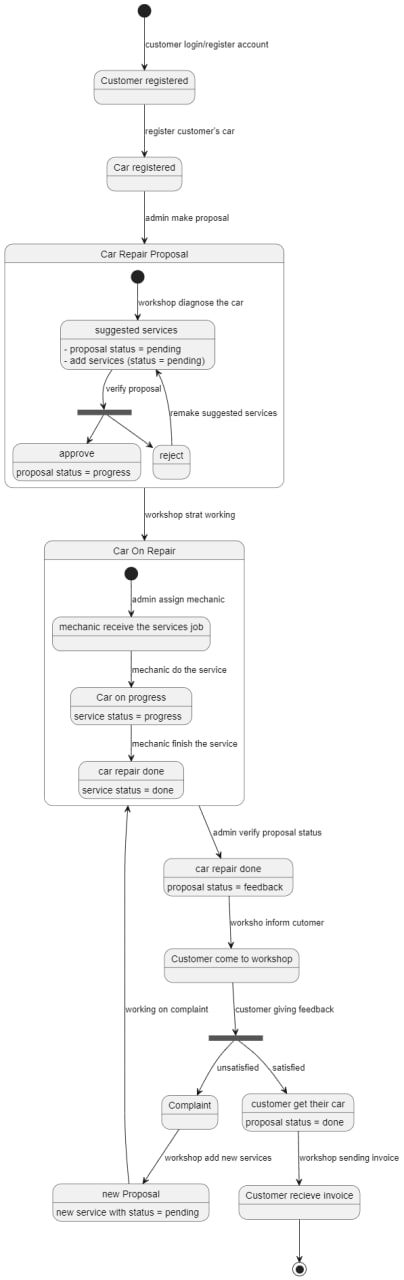 customer login/register account
Customer registered
register customer's car
Car registered
admin make proposal
Car Repair Proposal
workshop diagnose the car
suggested services
- proposal status = pending
- add services (status = pending)
verify proposal
remake suggested services
approve
proposal status = progress
reject
workshop strat working
Car On Repair
admin assign mechanic
mechanic receive the services job
mechanic do the service
Car on progress
service status = progress
mechanic finish the service
car repair done
service status = done
admin verify proposal status
car repair done
proposal status = feedback
worksho inform cutomer
Customer come to workshop
working on complaint
customer giving feedback
unsatisfied
satisfied
Complaint
customer get their car
proposal status = done
workshop add new services
workshop sending invoice
new Proposal
new service with status = pending
Customer recieve invoice